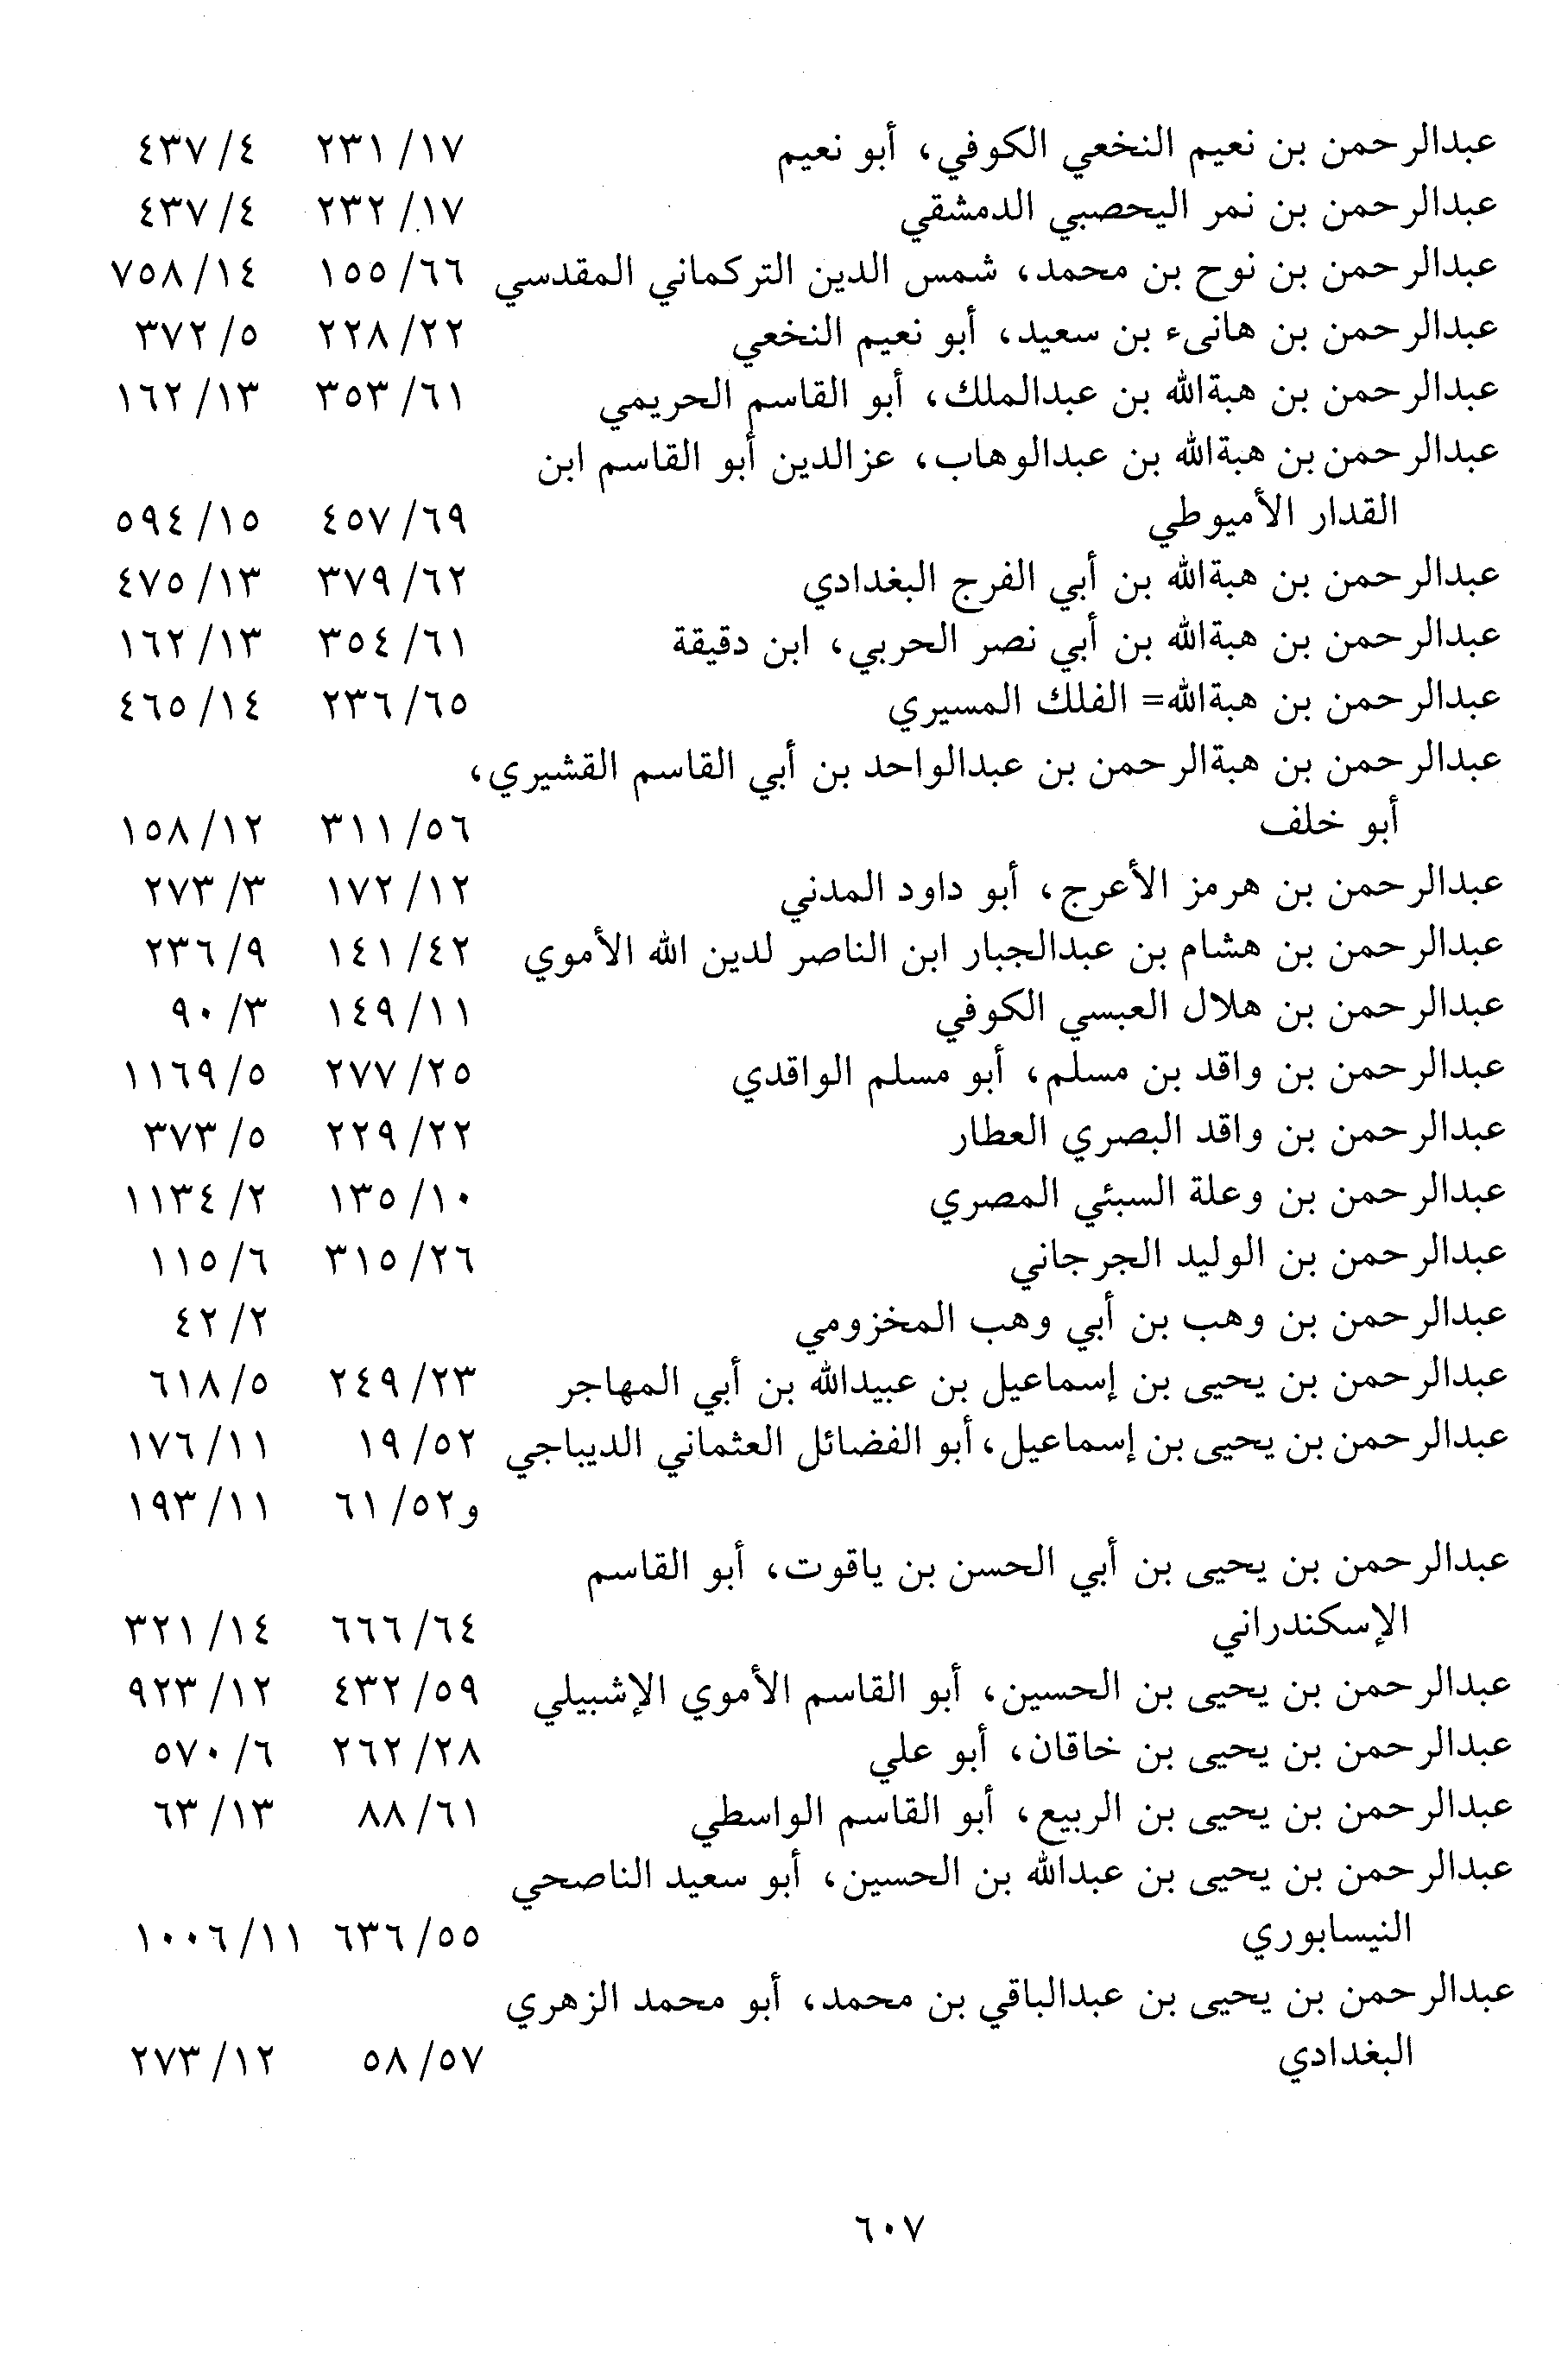 عبدالرحمن بن نعيم النخعي الكوفي، أبو نعيم ١٧/ ٢٣١ ٤/ ٤٣٧
عبدالرحمن بن نمر اليحصبي الدمشقي ١٧/ ٢٣٢ ٤/ ٤٣٧
عبدالرحمن بن نوح بن محمد، شمس الدين التركماني المقدسي ٦٦/ ١٥٥ ١٤/ ٧٥٨
عبدالرحمن بن هانىء بن سعيد، أبو نعيم النخعي ٢٢/ ٢٢٨ ٥/ ٣٧٢
عبدالرحمن بن هبةالله بن عبدالملك، أبو القاسم الحريمي ٦١/ ٣٥٣ ١٣/ ١٦٢
عبدالرحمن بن هبةالله بن عبدالوهاب، عزالدين أبو القاسم ابن
القدار الأميوطي ٦٩/ ٤٥٧ ١٥/ ٥٩٤
عبدالرحمن بن هبةالله بن أبي الفرج البغدادي ٦٢/ ٣٧٩ ١٣/ ٤٧٥
عبدالرحمن بن هبةالله بن أبي نصر الحربي، ابن دقيقة ٦١/ ٣٥٤ ١٣/ ١٦٢
عبدالرحمن بن هبةالله= الفلك المسيري ٦٥/ ٢٣٦ ١٤/ ٤٦٥
عبدالرحمن بن هبةالرحمن بن عبدالواحد بن أبي القاسم القشيري،
أبو خلف ٥٦/ ٣١١ ١٢/ ١٥٨
عبدالرحمن بن هرمز الأعرج، أبو داود المدني ١٢/ ١٧٢ ٣/ ٢٧٣
عبدالرحمن بن هشام بن عبدالجبار ابن الناصر لدين الله الأموي ٤٢/ ١٤١ ٩/ ٢٣٦
عبدالرحمن بن هلال العبسي الكوفي ١١/ ١٤٩ ٣/ ٩٠
عبدالرحمن بن واقد بن مسلم، أبو مسلم الواقدي ٢٥/ ٢٧٧ ٥/ ١١٦٩
عبدالرحمن بن واقد البصري العطار ٢٢/ ٢٢٩ ٥/ ٣٧٣
عبدالرحمن بن وعلة السبئي المصري ١٠/ ١٣٥ ٢/ ١١٣٤
عبدالرحمن بن الوليد الجرجاني ٢٦/ ٣١٥ ٦/ ١١٥
عبدالرحمن بن وهب بن أبي وهب المخزومي ٢/ ٤٢
عبدالرحمن بن يحيى بن إسماعيل بن عبيدالله بن أبي المهاجر ٢٣/ ٢٤٩ ٥/ ٦١٨
عبدالرحمن بن يحيى بن إسماعيل، أبو الفضائل العثماني الديباجي ٥٢/ ١٩ ١١/ ١٧٦
و٥٢/ ٦١ ١١/ ١٩٣
عبدالرحمن بن يحيى بن أبي الحسن بن ياقوت، أبو القاسم
الإسكندراني ٦٤/ ٦٦٦ ١٤/ ٣٢١
عبدالرحمن بن يحيى بن الحسين، أبو القاسم الأموي الإشبيلي ٥٩/ ٤٣٢ ١٢/ ٩٢٣
عبدالرحمن بن يحيى بن خاقان، أبو علي ٢٨/ ٢٦٢ ٦/ ٥٧٠
عبدالرحمن بن يحيى بن الربيع، أبو القاسم الواسطي ٦١/ ٨٨ ١٣/ ٦٣
عبدالرحمن بن يحيى بن عبدالله بن الحسين، أبو سعيد الناصحي
النيسابوري ٥٥/ ٦٣٦ ١١/ ١٠٠٦
عبدالرحمن بن يحيى بن عبدالباقي بن محمد، أبو محمد الزهري
البغدادي ٥٧/ ٥٨ ١٢/ ٢٧٣
٦٠٧